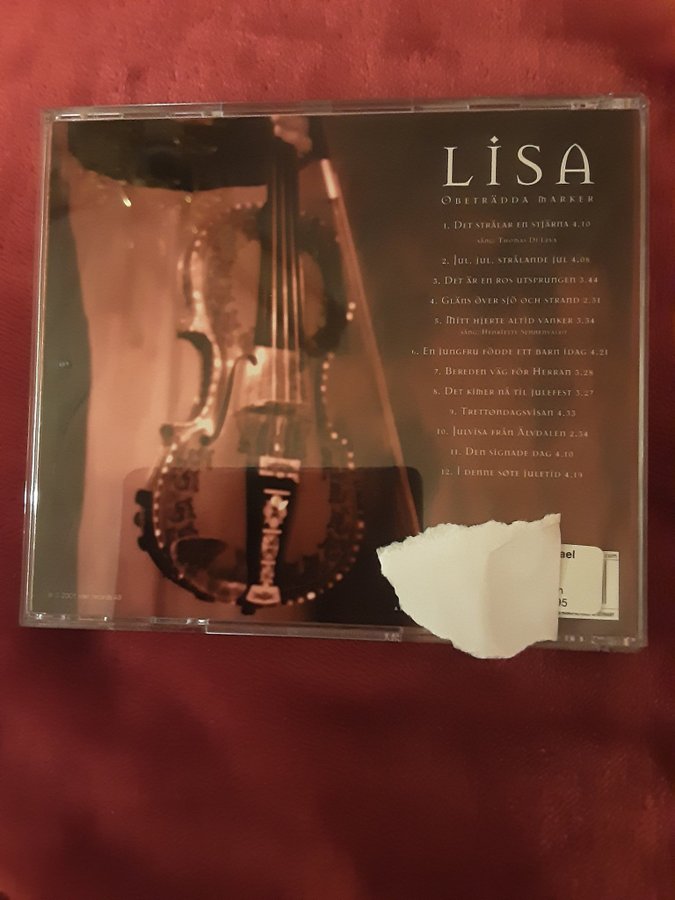 LiSA
OBETRÄDDA MARKER
1. DET STRÅLAR EN STJÄRNA 4.10
SÅNG: THOMAS DI LEVA
2. JUL, JUL, STRÅLANDE JUL 4.08
3. DET ÄR EN ROS UTSPRUNGEN 3.44
4. GLÄNS ÖVER SJÖ OCH STRAND 2.51
5. MITT HJERTE ALTID VANKER 3.34
SÅNG: HENRIETTE
6. EN JUNGFRU FÖDDE ETT BARN IDAG 4.21
7. BEREDEN VÄG FÖR HERRAN 3.28
8. DET KIMER NÅ TIL JULEFEST 3.27
9. TRETTONDAGSVISAN 4.33
10. JULVISA FRÅN ÄLVDALEN 2.34
11. DEN SIGNADE DAG 4.10
12. I DENNE SØTE JULETID 4.19
ael
n
95